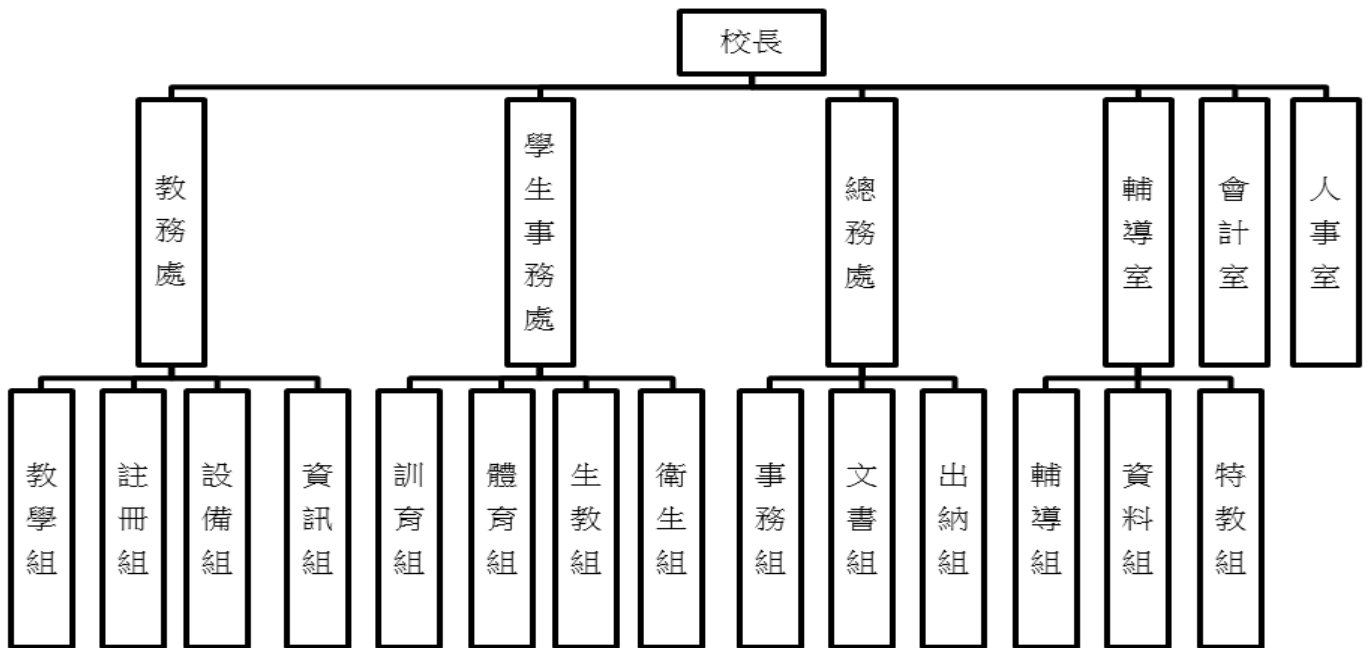 校長
教務處
學生事務處
總務處
輔導室
會計室
人事室
教學組
註冊組
設備組
資訊組
訓育組
體育組
生教組
衛生組
事務組
文書組
出納組
輔導組
資料組
特教組